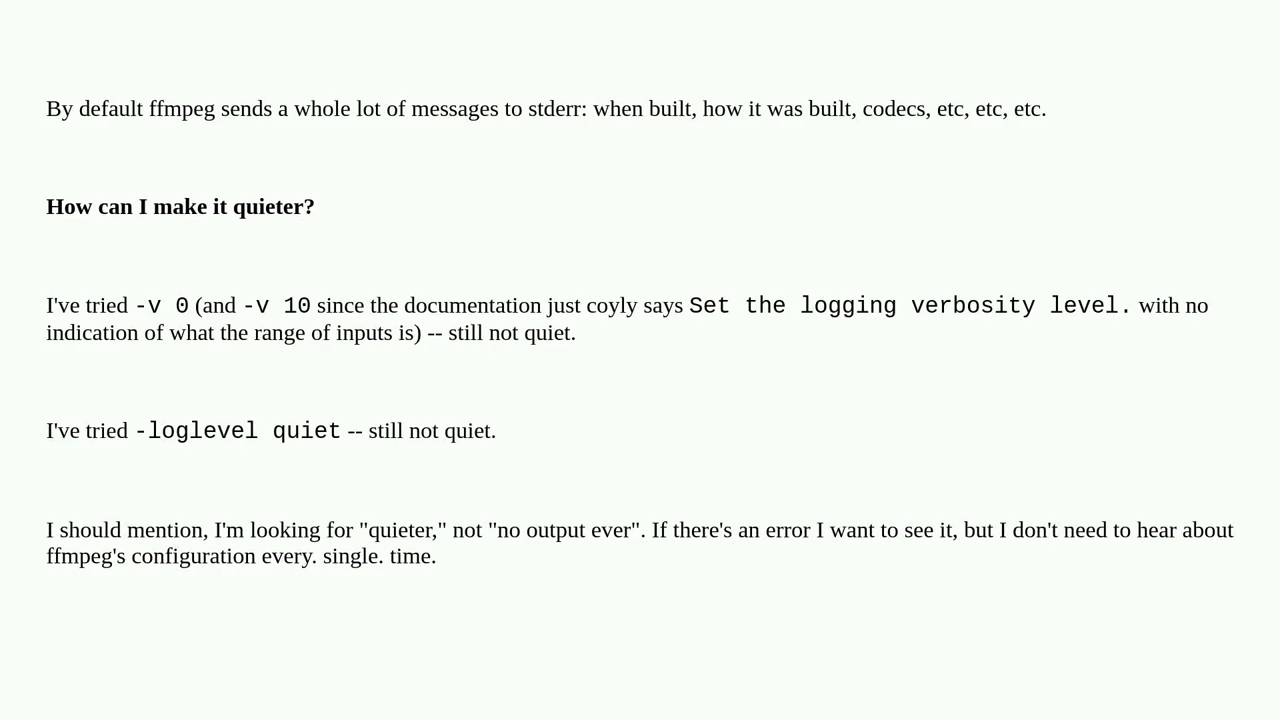 By default ffmpeg sends a whole lot of messages to stderr: when built, how it was built, codecs, etc, etc, etc.
How can I make it quieter?
I've tried -v 0 (and -v 10 since the documentation just coyly says Set the logging verbosity level. with no
indication of what the range of inputs is) -- still not quiet.
I've tried -loglevel quiet -- still not quiet.
I should mention, I'm looking for "quieter," not "no output ever". If there's an error I want to see it, but I don't need to hear about
ffmpeg's configuration every. single. time.